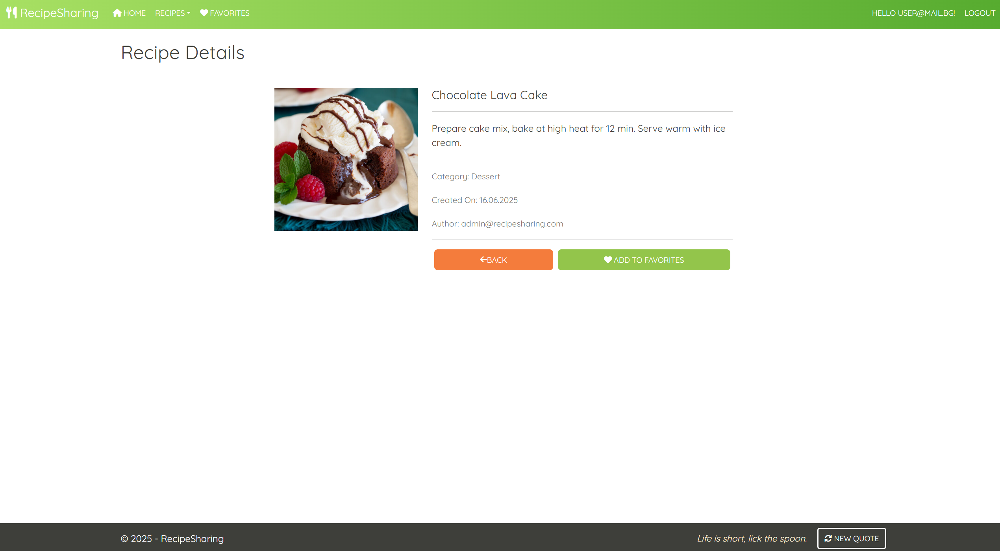 RecipeSharing HOME RECIPES FAVORITES HELLO USER@MAIL.BG! LOGOUT
Recipe Details
Chocolate Lava Cake
Prepare cake mix, bake at high heat for 12 min. Serve warm with ice
cream.
Category: Dessert
Created On: 16.06.2025
Author: admin@recipesharing.com
BACK ADD TO FAVORITES
© 2025 - RecipeSharing Life is short, lick the spoon. NEW QUOTE